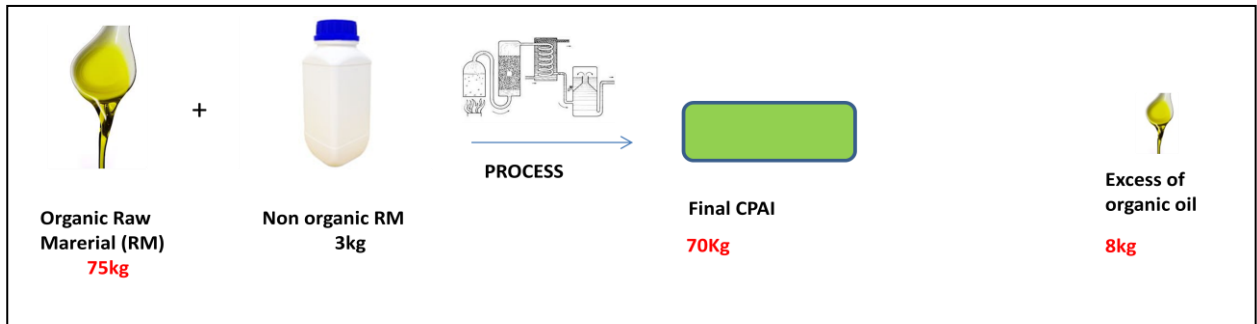 +
PROCESS
Organic Raw
Marerial (RM)
75kg
Non organic RM
3kg
Final CPAI
70Kg
Excess of
organic oil
8kg